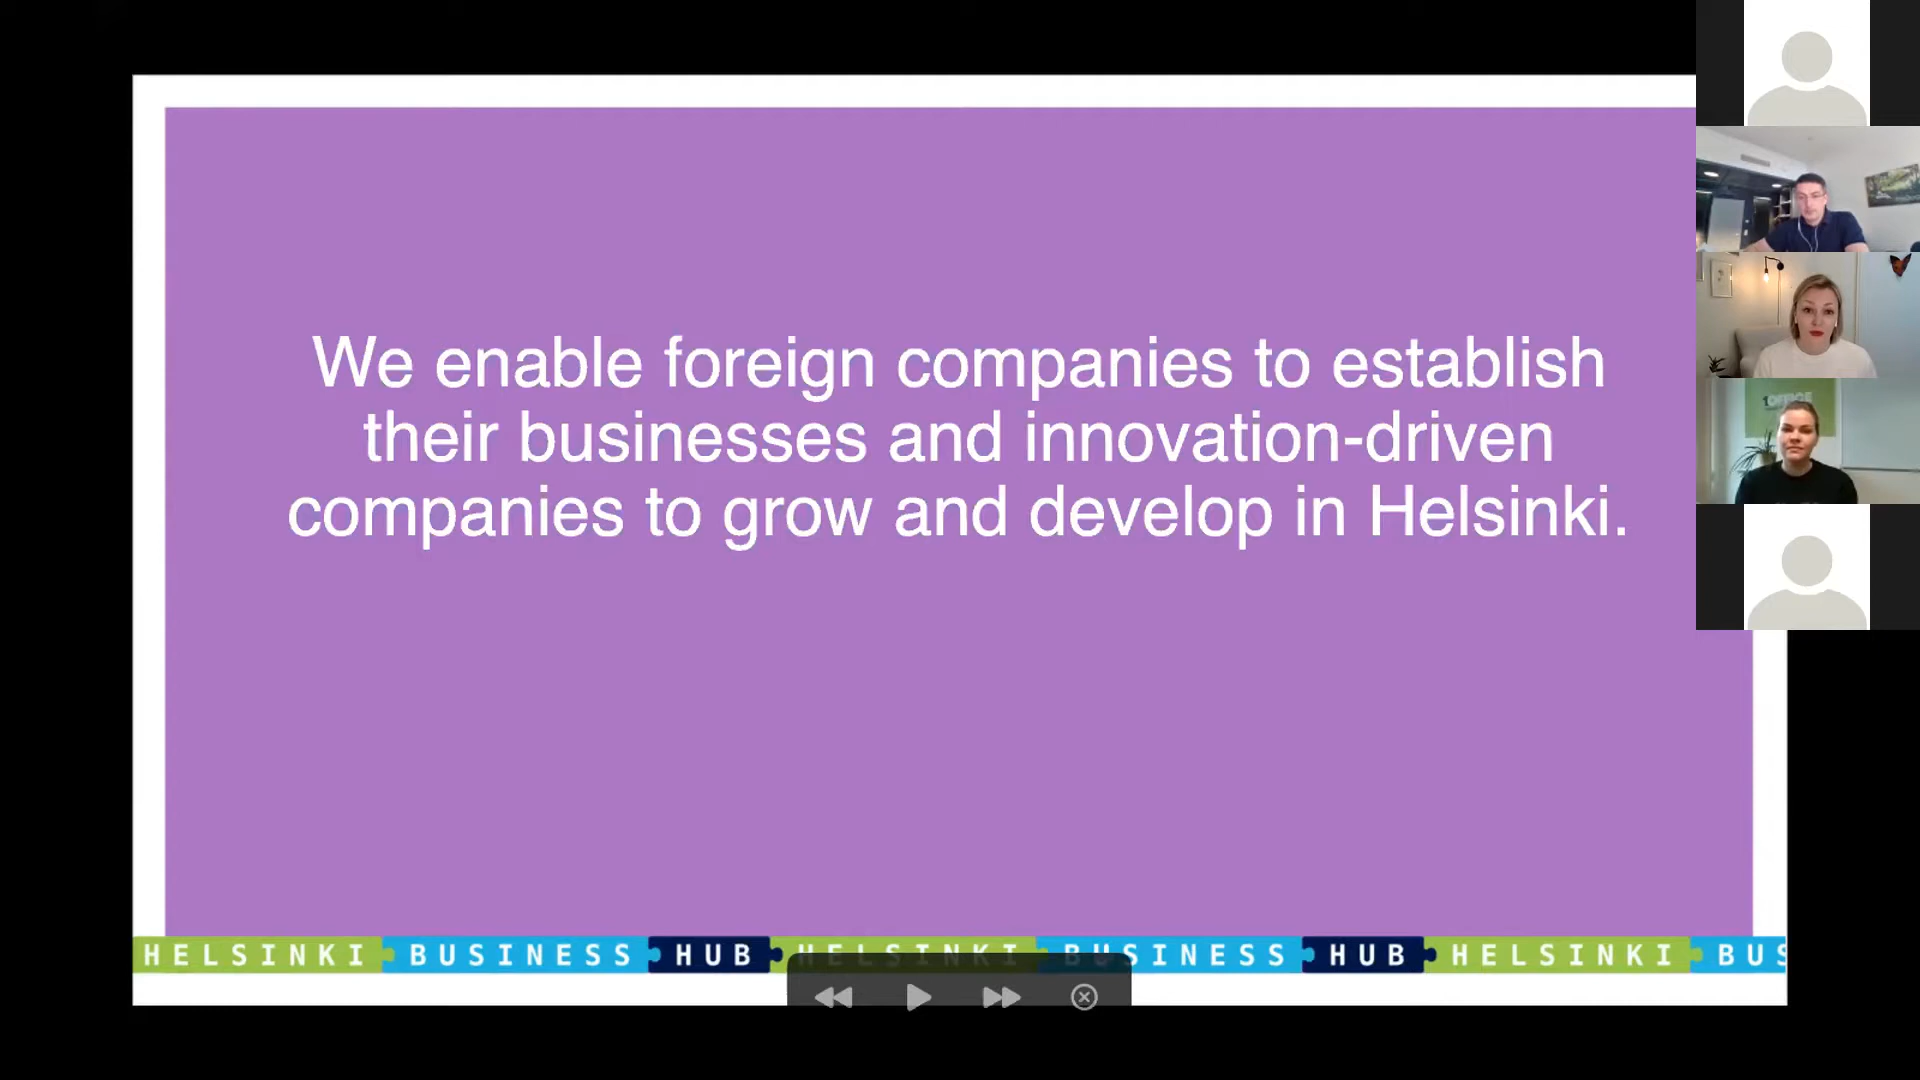 We enable foreign companies to establish
their businesses and innovation-driven
companies to grow and develop in Helsinki.
1OFFICE
HELSINKI BUSINESS HUB HELSINKI BUSINESS HUB HELSINKI BUS